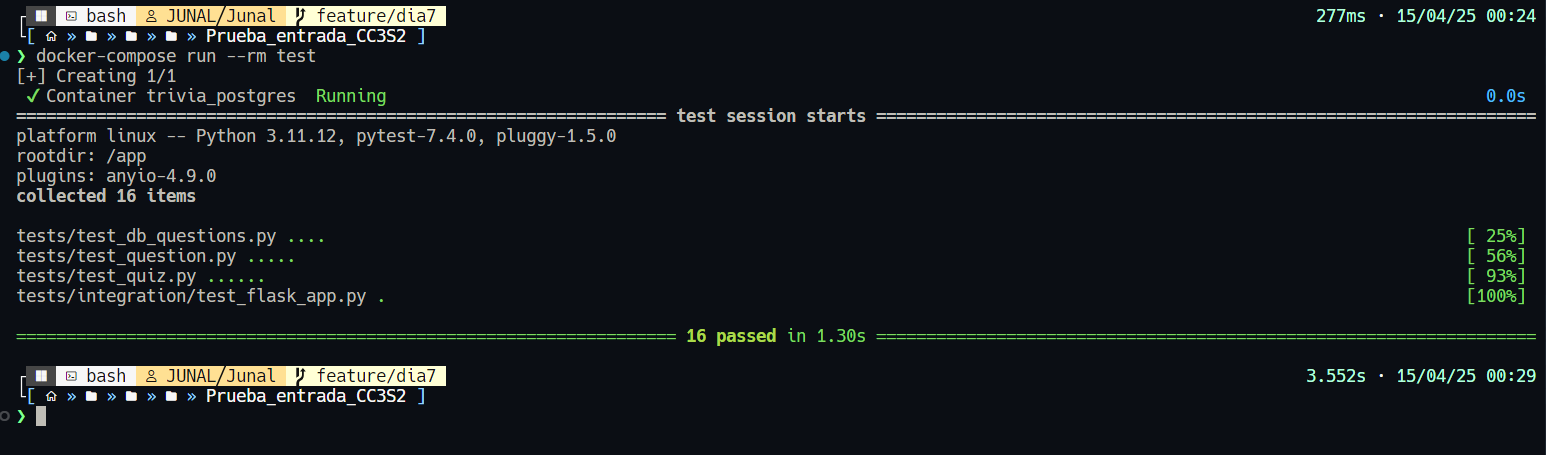 bash JUNAL/Junal feature/dia7 277ms · 15/04/25 00:24
[ » » » » Prueba_entrada_CC3S2 ]
❯ docker-compose run --rm test
[+] Creating 1/1
✔ Container trivia_postgres Running 0.0s
================================================================= test session starts ==================================================================
platform linux -- Python 3.11.12, pytest-7.4.0, pluggy-1.5.0
rootdir: /app
plugins: anyio-4.9.0
collected 16 items
tests/test_db_questions.py .... [ 25%]
tests/test_question.py ..... [ 56%]
tests/test_quiz.py ...... [ 93%]
tests/integration/test_flask_app.py . [100%]
================================================================== 16 passed in 1.30s ==================================================================
bash JUNAL/Junal feature/dia7 3.552s · 15/04/25 00:29
[ » » » » Prueba_entrada_CC3S2 ]
❯